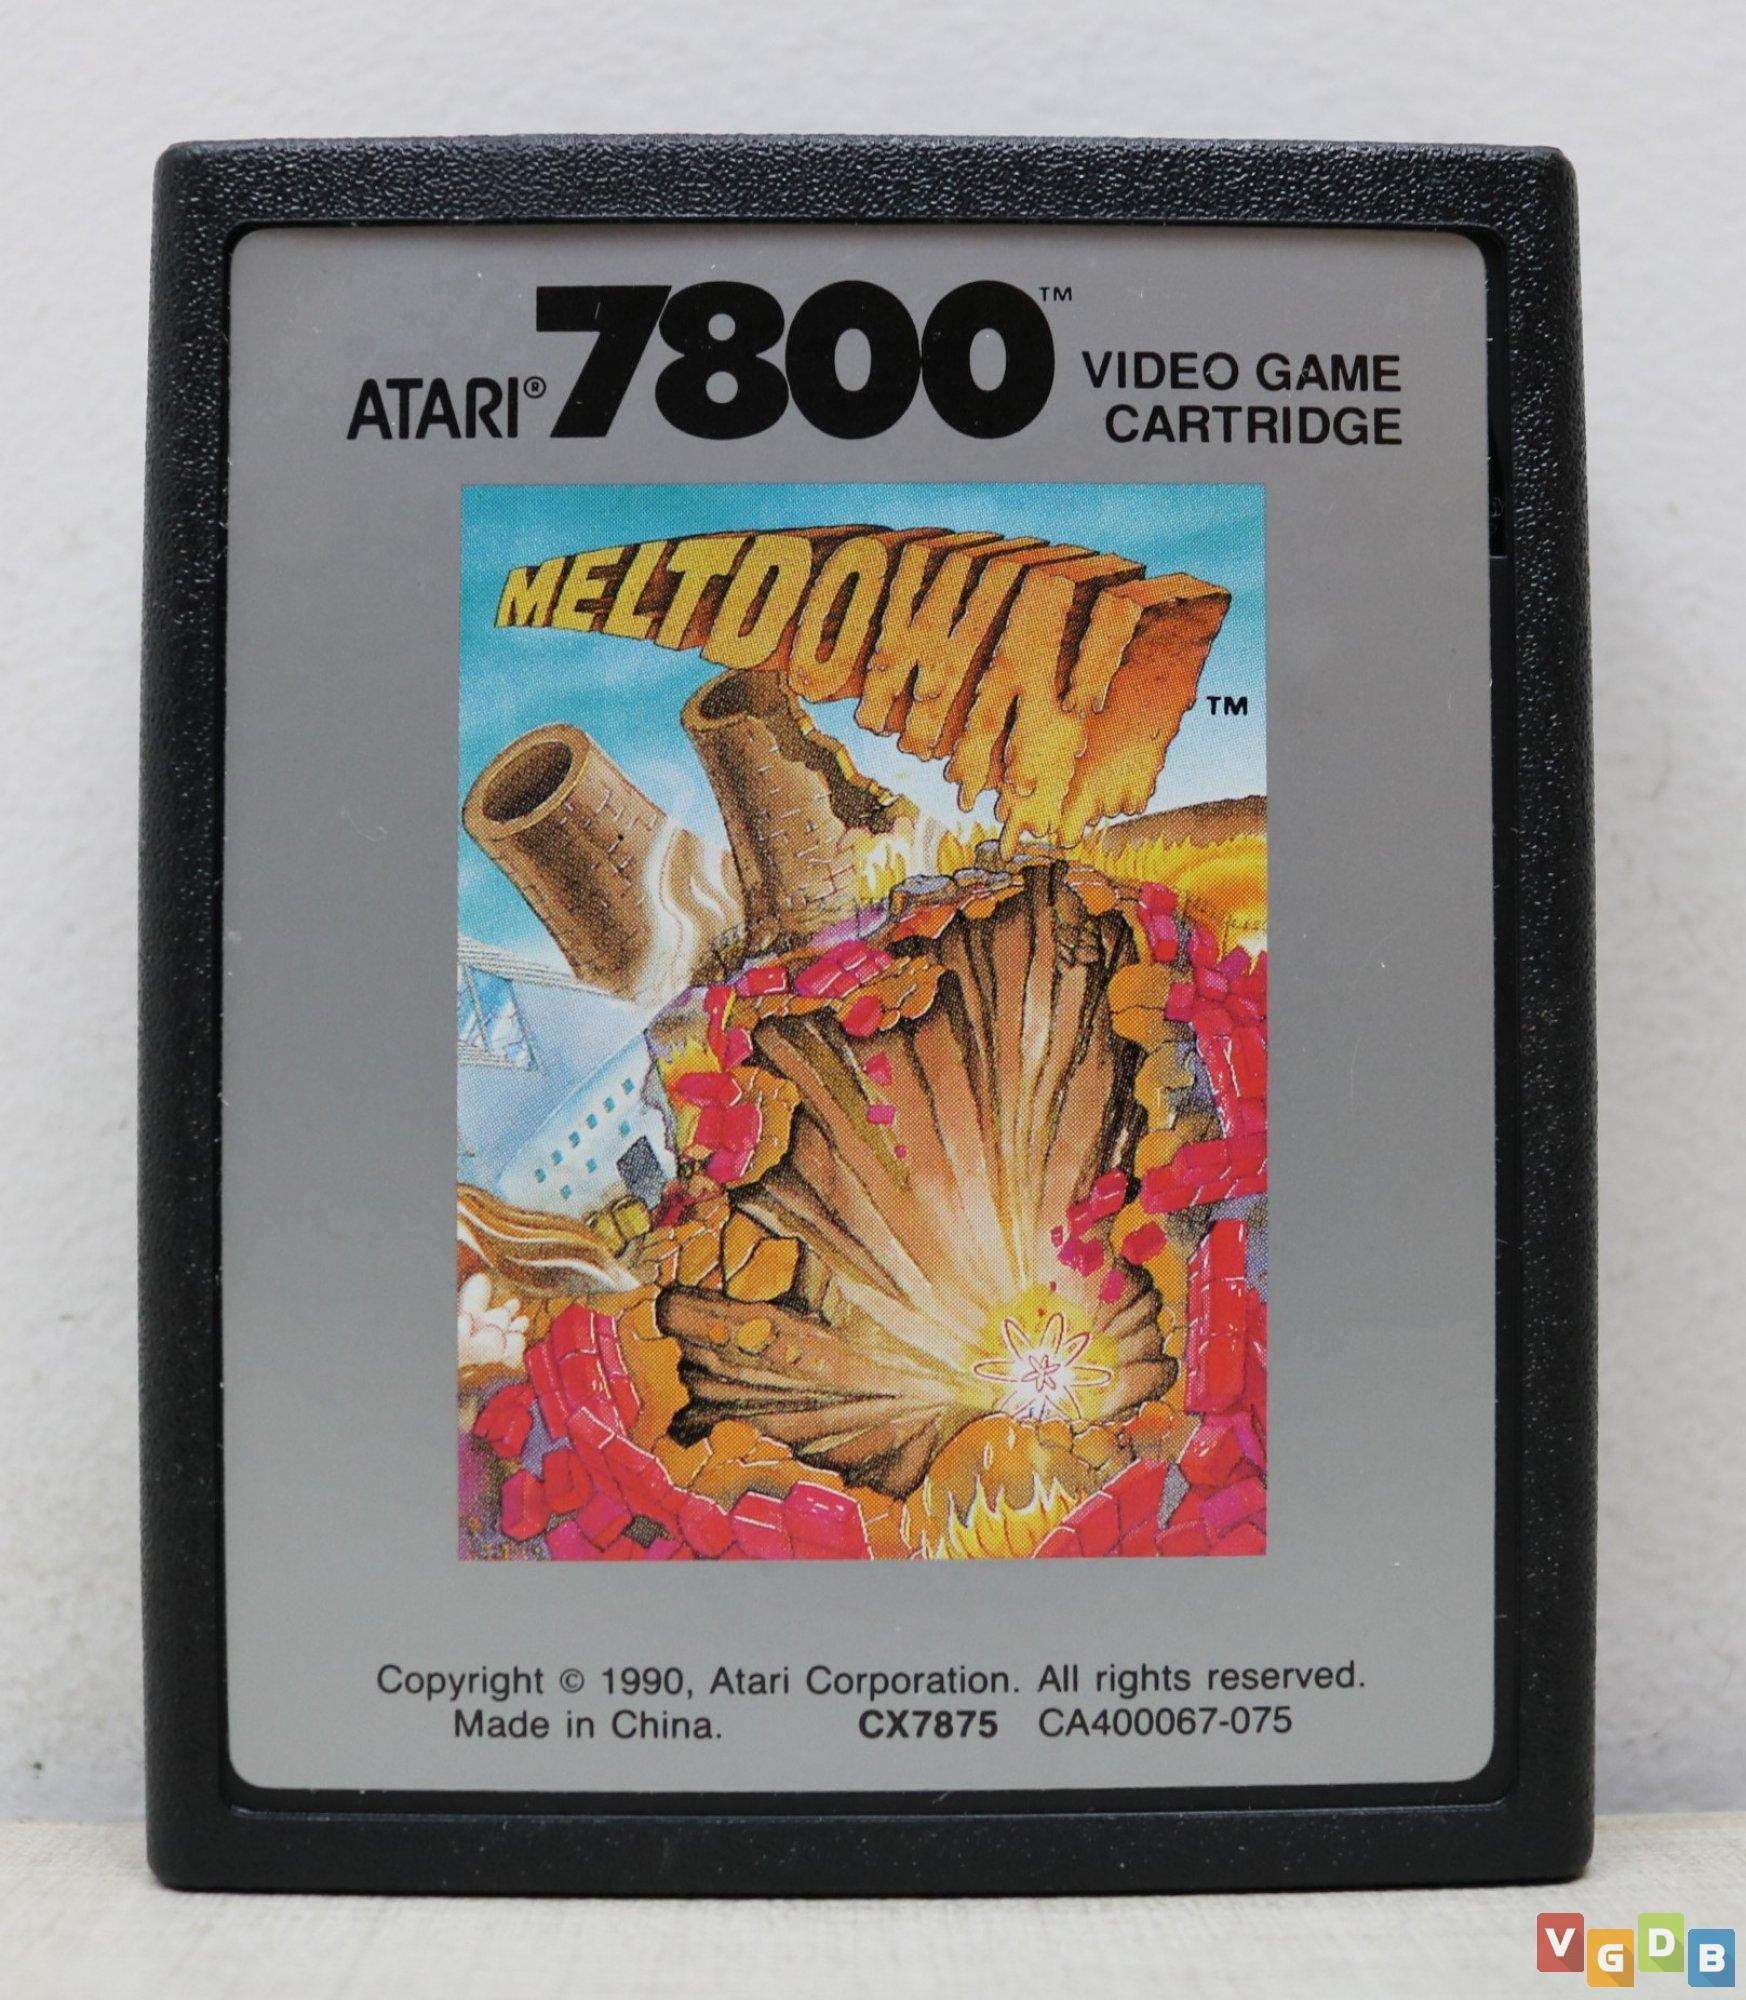 ATARI® 7800™ VIDEO GAME
CARTRIDGE
MELTDOWN
TM
Copyright © 1990, Atari Corporation. All rights reserved.
Made in China. CX7875 CA400067-075
VGDB